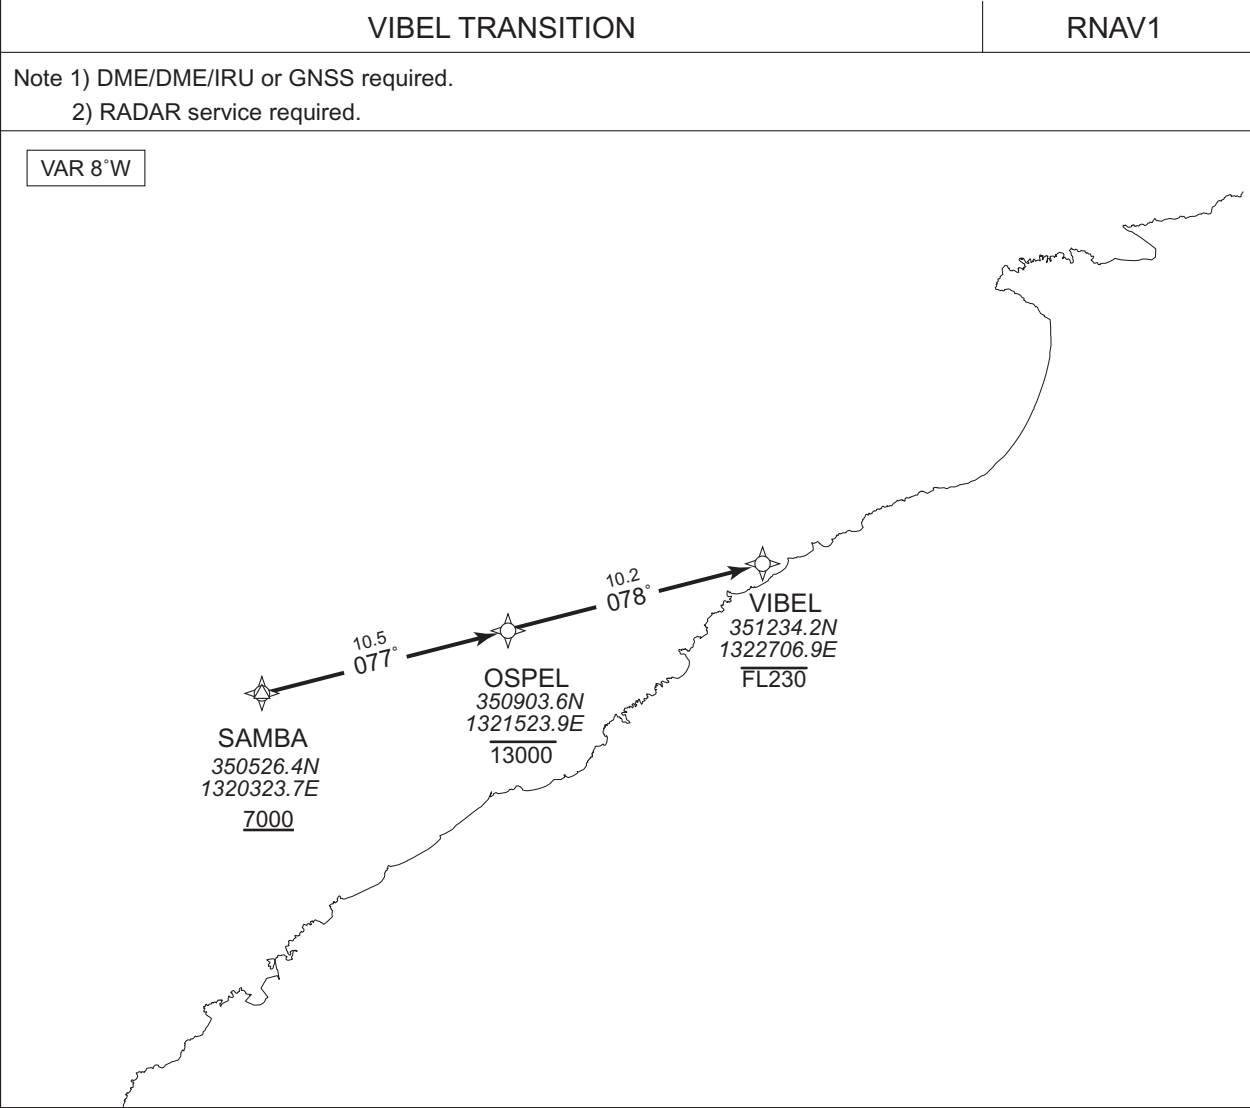 VIBEL TRANSITION
RNAV1
Note 1) DME/DME/IRU or GNSS required.
2) RADAR service required.
VAR 8°W
10.2
078°
VIBEL
351234.2N
1322706.9E
FL230
10.5
077°
OSPEL
350903.6N
1321523.9E
13000
SAMBA
350526.4N
1320323.7E
7000